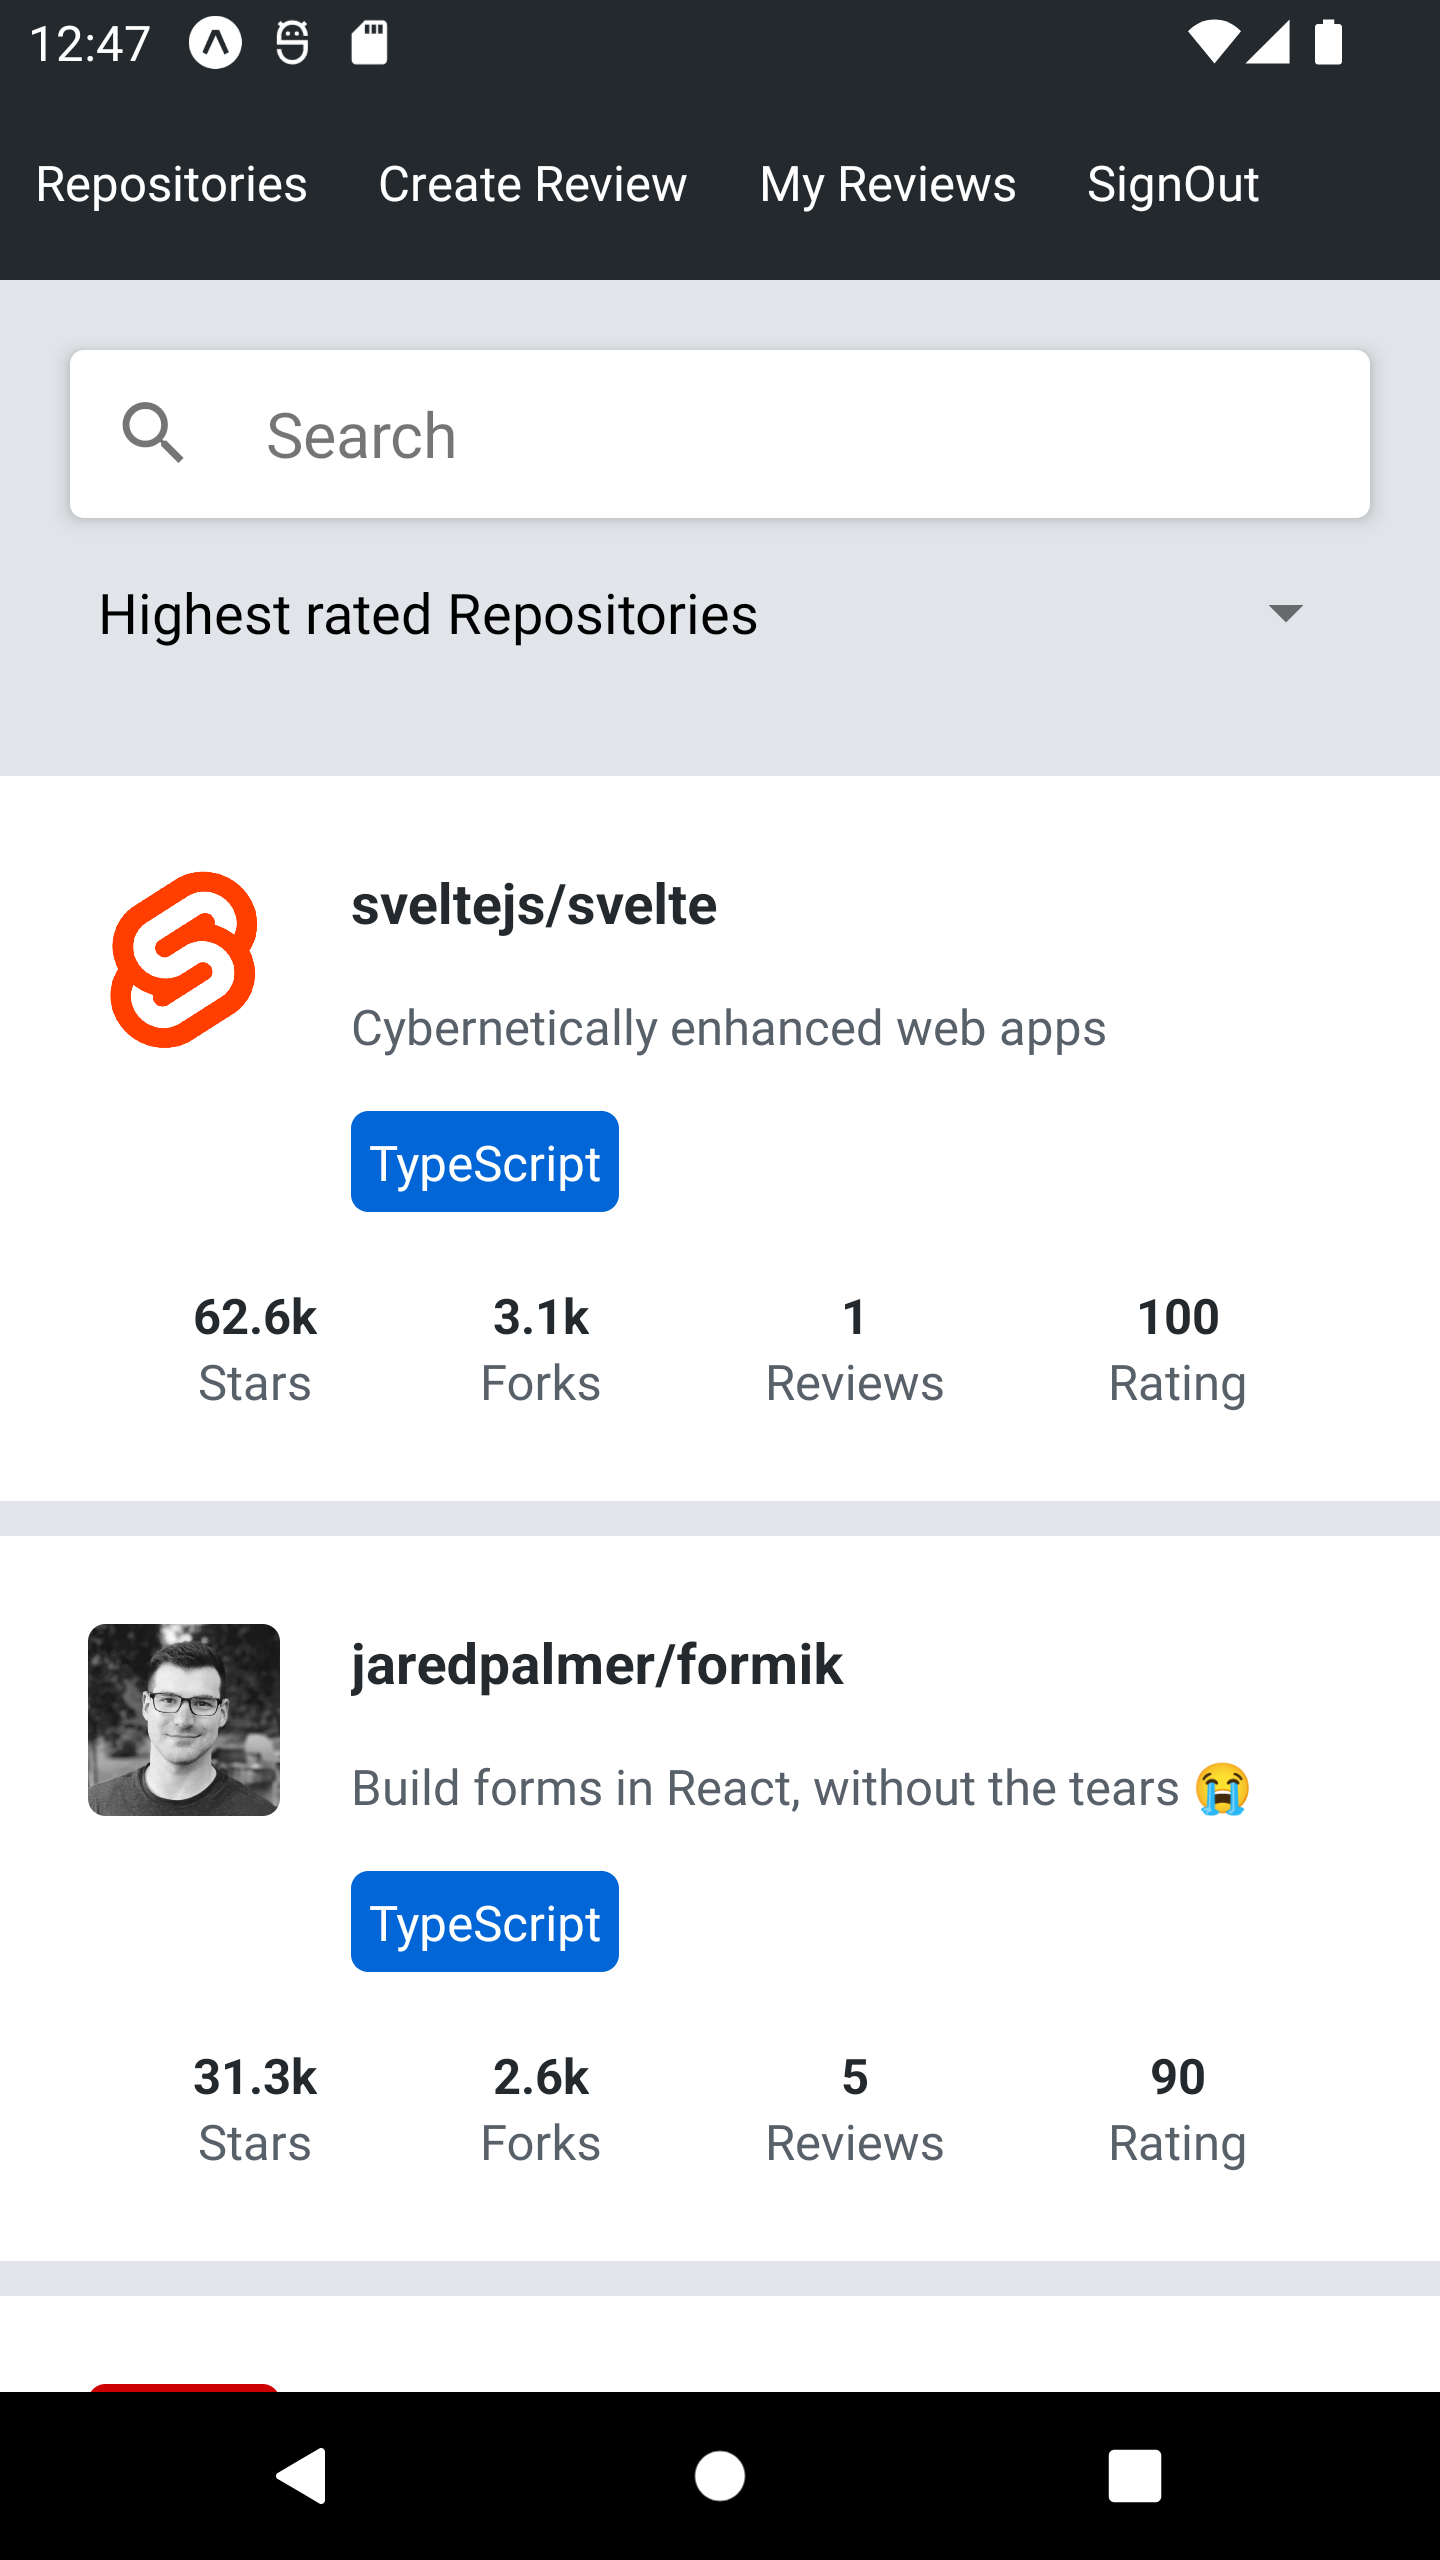 12:47
Repositories Create Review My Reviews SignOut
Search
Highest rated Repositories
sveltejs/svelte
Cybernetically enhanced web apps
TypeScript
62.6k 3.1k 1 100
Stars Forks Reviews Rating
jaredpalmer/formik
Build forms in React, without the tears 😭
TypeScript
31.3k 2.6k 5 90
Stars Forks Reviews Rating